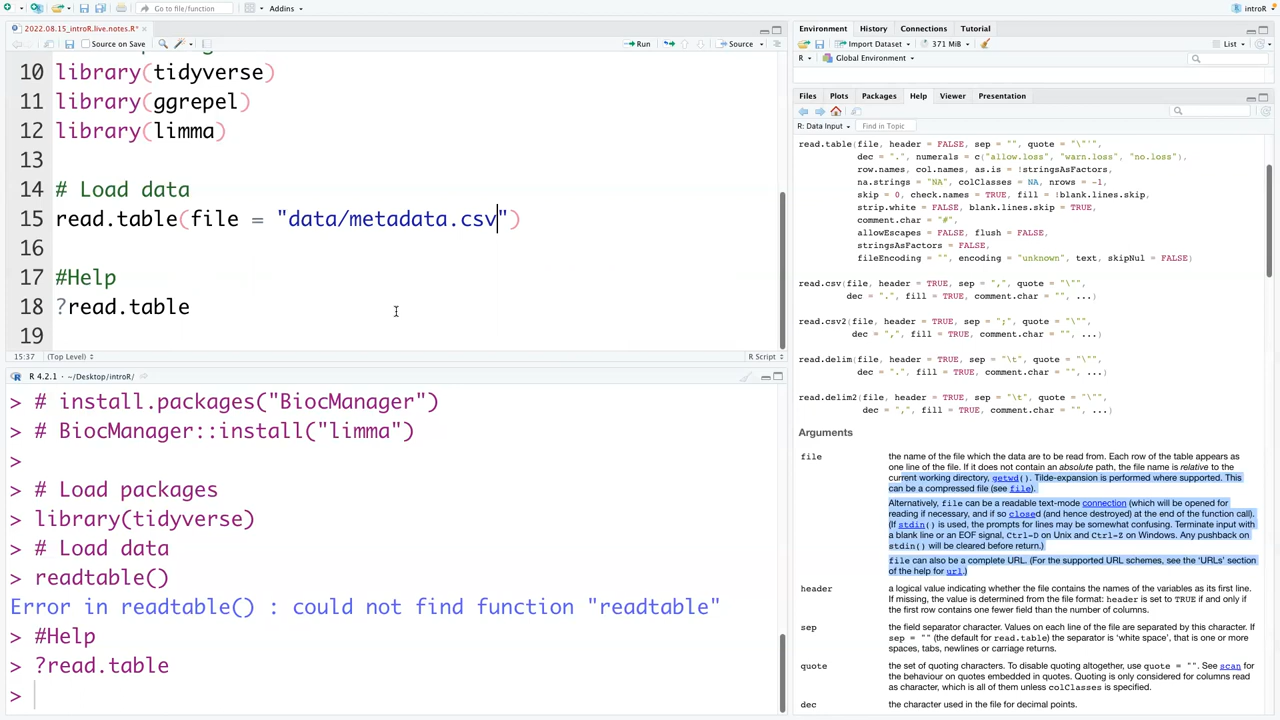 Go to file/function
Addins
introR
2022.08.15_introR.live.notes.R*
Source on Save
Run
Source
10 library(tidyverse)
11 library(ggrepel)
12 library(limma)
13
14 # Load data
15 read.table(file = "data/metadata.csv")
16
17 #Help
18 ?read.table
19
15:37 (Top Level) R Script
R 4.2.1 · ~/Desktop/introR/
> # install.packages("BiocManager")
> # BiocManager::install("limma")
>
> # Load packages
> library(tidyverse)
> # Load data
> readtable()
Error in readtable() : could not find function "readtable"
> #Help
> ?read.table
>
Environment History Connections Tutorial
Import Dataset 371 MiB List
R Global Environment
Files Plots Packages Help Viewer Presentation
R: Data Input Find in Topic
read.table(file, header = FALSE, sep = "", quote = "\"'",
dec = ".", numerals = c("allow.loss", "warn.loss", "no.loss"),
row.names, col.names, as.is = !stringsAsFactors,
na.strings = "NA", colClasses = NA, nrows = -1,
skip = 0, check.names = TRUE, fill = !blank.lines.skip,
strip.white = FALSE, blank.lines.skip = TRUE,
comment.char = "#",
allowEscapes = FALSE, flush = FALSE,
stringsAsFactors = FALSE,
fileEncoding = "", encoding = "unknown", text, skipNul = FALSE)
read.csv(file, header = TRUE, sep = ",", quote = "\"",
dec = ".", fill = TRUE, comment.char = "", ...)
read.csv2(file, header = TRUE, sep = ";", quote = "\"",
dec = ",", fill = TRUE, comment.char = "", ...)
read.delim(file, header = TRUE, sep = "\t", quote = "\"",
dec = ".", fill = TRUE, comment.char = "", ...)
read.delim2(file, header = TRUE, sep = "\t", quote = "\"",
dec = ",", fill = TRUE, comment.char = "", ...)
Arguments
file the name of the file which the data are to be read from. Each row of the table appears as
one line of the file. If it does not contain an absolute path, the file name is relative to the
current working directory, getwd(). Tilde-expansion is performed where supported. This
can be a compressed file (see file).
Alternatively, file can be a readable text-mode connection (which will be opened for
reading if necessary, and if so closed (and hence destroyed) at the end of the function call).
(If stdin() is used, the prompts for lines may be somewhat confusing. Terminate input with
a blank line or an EOF signal, Ctrl-D on Unix and Ctrl-Z on Windows. Any pushback on
stdin() will be cleared before return.)
file can also be a complete URL. (For the supported URL schemes, see the ‘URLs’ section
of the help for url.)
header a logical value indicating whether the file contains the names of the variables as its first line.
If missing, the value is determined from the file format: header is set to TRUE if and only if
the first row contains one fewer field than the number of columns.
sep the field separator character. Values on each line of the file are separated by this character. If
sep = "" (the default for read.table) the separator is ‘white space’, that is one or more
spaces, tabs, newlines or carriage returns.
quote the set of quoting characters. To disable quoting altogether, use quote = "". See scan for
the behaviour on quotes embedded in quotes. Quoting is only considered for columns read
as character, which is all of them unless colClasses is specified.
dec the character used in the file for decimal points.